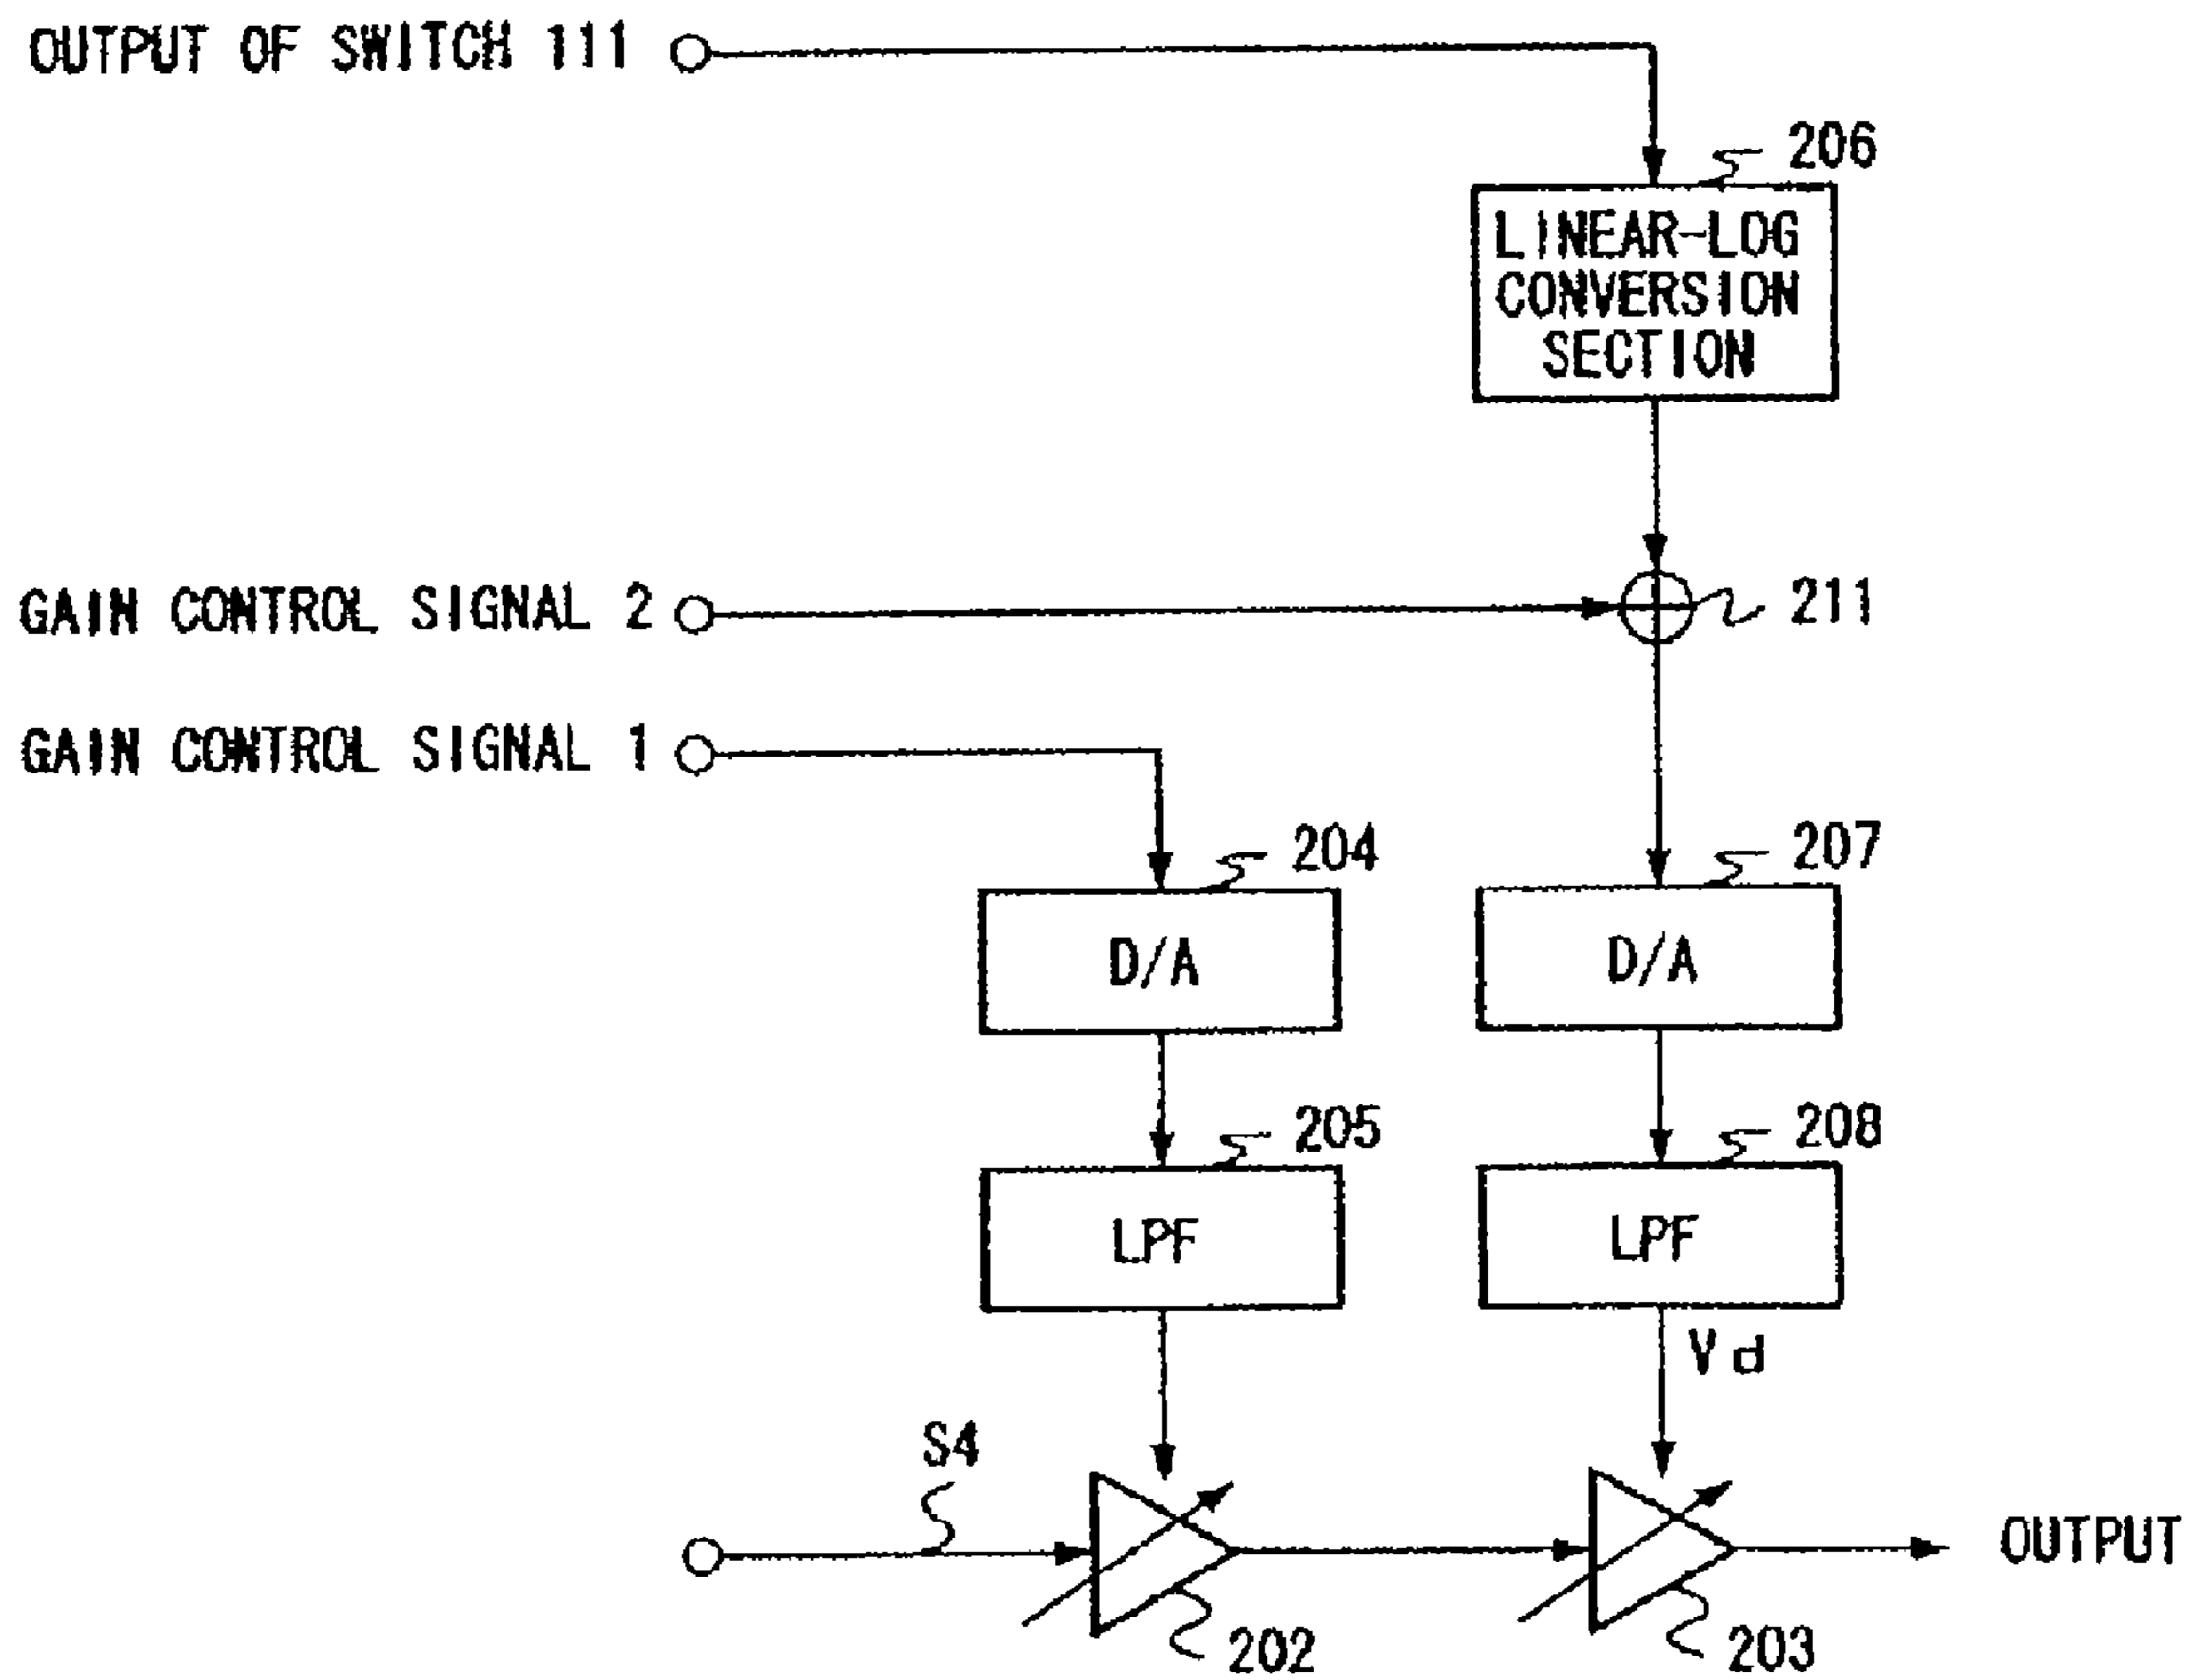 OUTPUT OF SWITCH 111
206
LINEAR-LOG
CONVERSION
SECTION
GAIN CONTROL SIGNAL 2
211
GAIN CONTROL SIGNAL 1
204
207
D/A
D/A
205
208
LPF
LPF
Vd
S4
OUTPUT
202
203